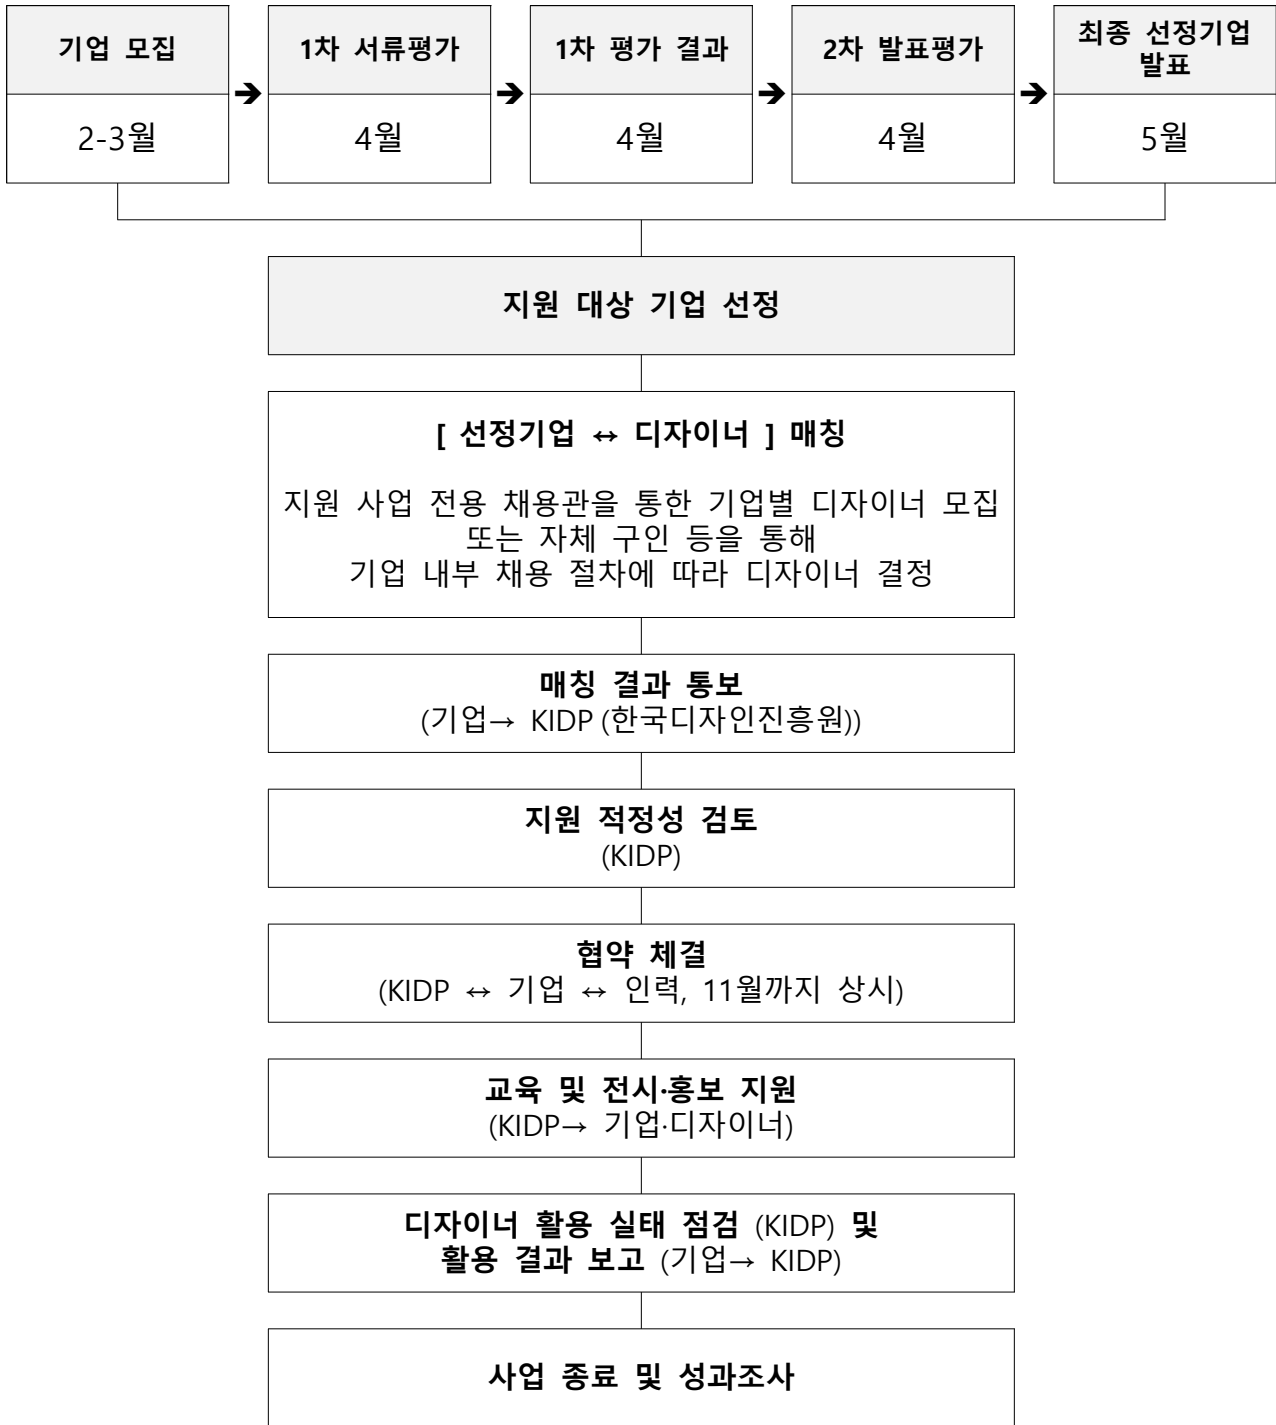 기업 모집
1차 서류평가
1차 평가 결과
2차 발표평가
최종 선정기업
발표
➔
➔
➔
➔
2-3월
4월
4월
4월
5월
지원 대상 기업 선정
[ 선정기업 ↔ 디자이너 ] 매칭
지원 사업 전용 채용관을 통한 기업별 디자이너 모집
또는 자체 구인 등을 통해
기업 내부 채용 절차에 따라 디자이너 결정
매칭 결과 통보
(기업→ KIDP (한국디자인진흥원))
지원 적정성 검토
(KIDP)
협약 체결
(KIDP ↔ 기업 ↔ 인력, 11월까지 상시)
교육 및 전시·홍보 지원
(KIDP→ 기업·디자이너)
디자이너 활용 실태 점검 (KIDP) 및
활용 결과 보고 (기업→ KIDP)
사업 종료 및 성과조사